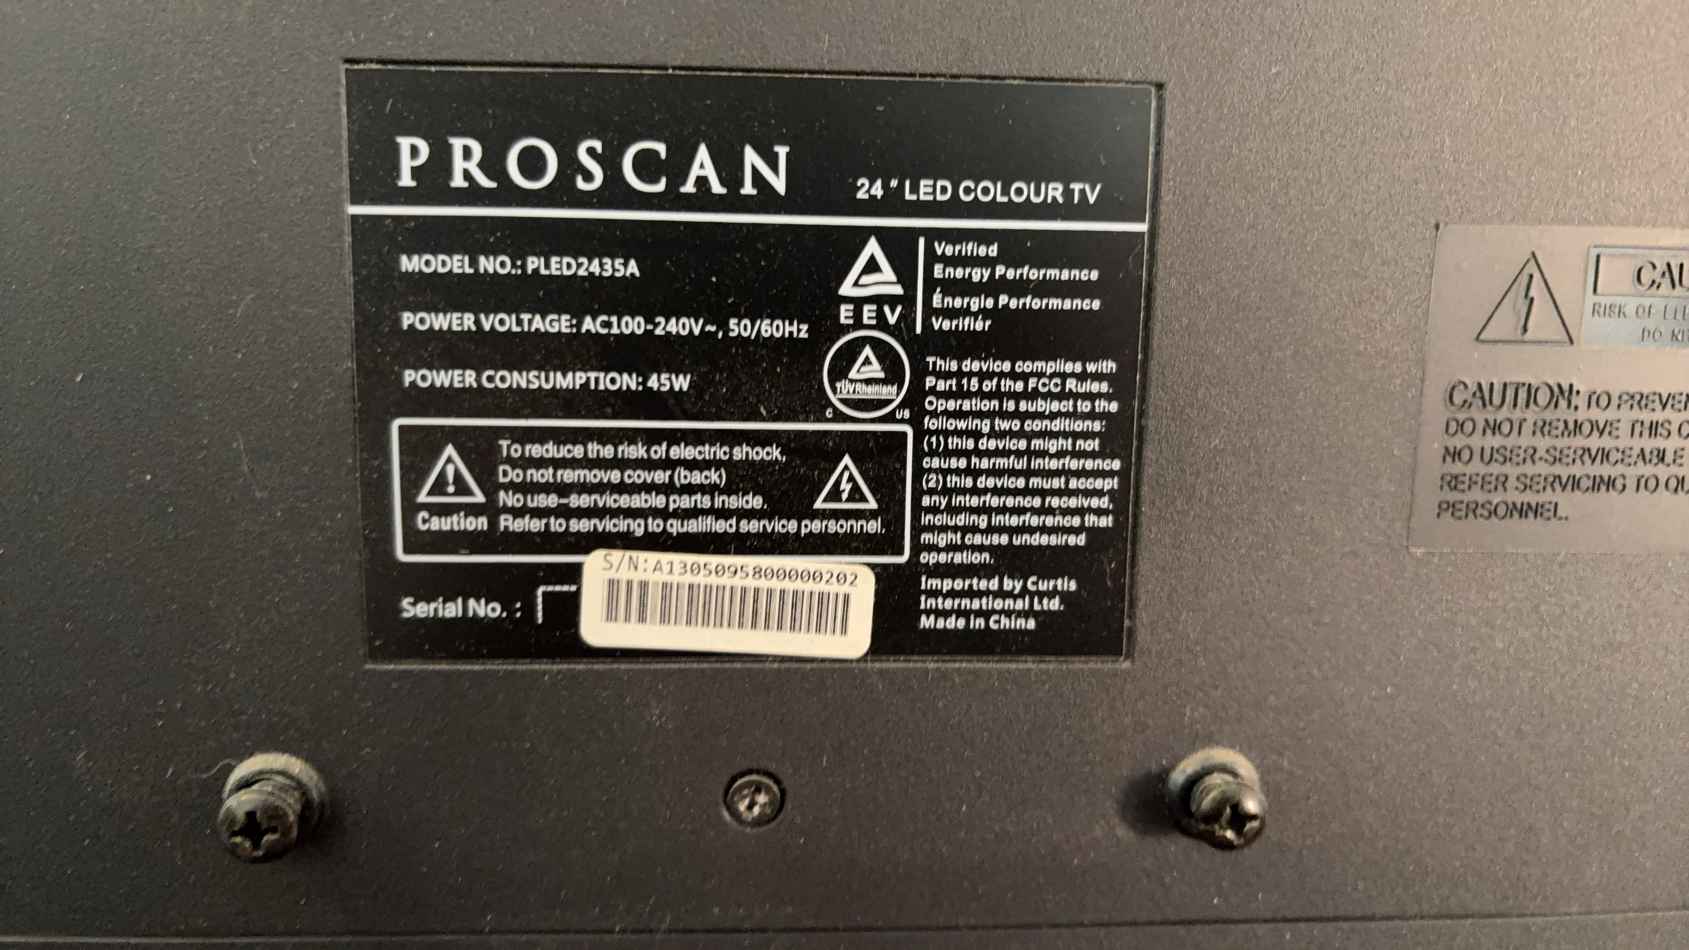 PROSCAN
24" LED COLOUR TV
MODEL NO.: PLED2435A
POWER VOLTAGE: AC100-240V~, 50/60Hz
POWER CONSUMPTION: 45W
EEV
Verified
Energy Performance
Énergie Performance
Verifiér
TÜVRheinland
C US
This device complies with
Part 15 of the FCC Rules.
Operation is subject to the
following two conditions:
(1) this device might not
cause harmful interference
(2) this device must accept
any interference received,
including interference that
might cause undesired
operation.
Imported by Curtis
International Ltd.
Made in China
To reduce the risk of electric shock,
Do not remove cover (back)
No use-serviceable parts inside.
Caution Refer to servicing to qualified service personnel.
Serial No. :
S/N:A1305095800000202
RISK OF
CAUTION: TO
DO NOT REMOVE THIS
NO USER-SERVICEABLE
REFER SERVICING TO
PERSONNEL.